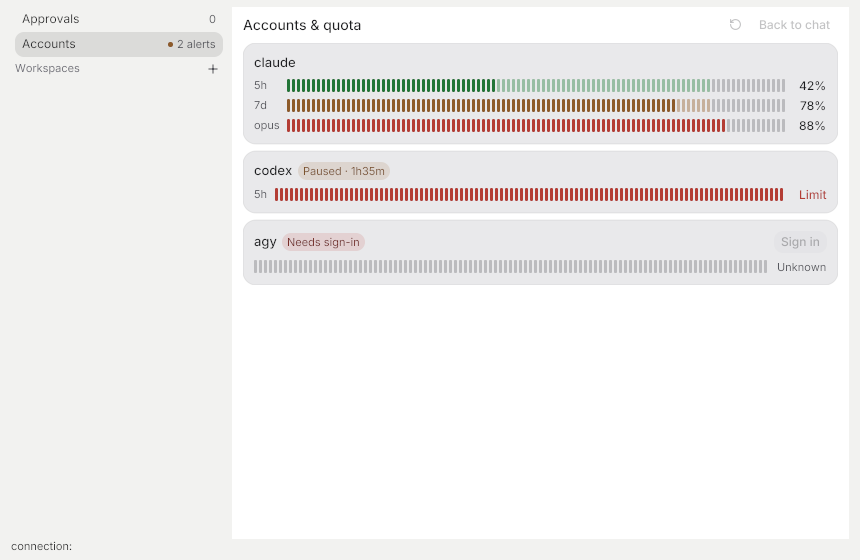 Approvals 0
Accounts 2 alerts
Workspaces +
connection:
Accounts & quota Back to chat
claude
5h 42%
7d 78%
opus 88%
codex Paused · 1h35m
5h Limit
agy Needs sign-in Sign in
Unknown